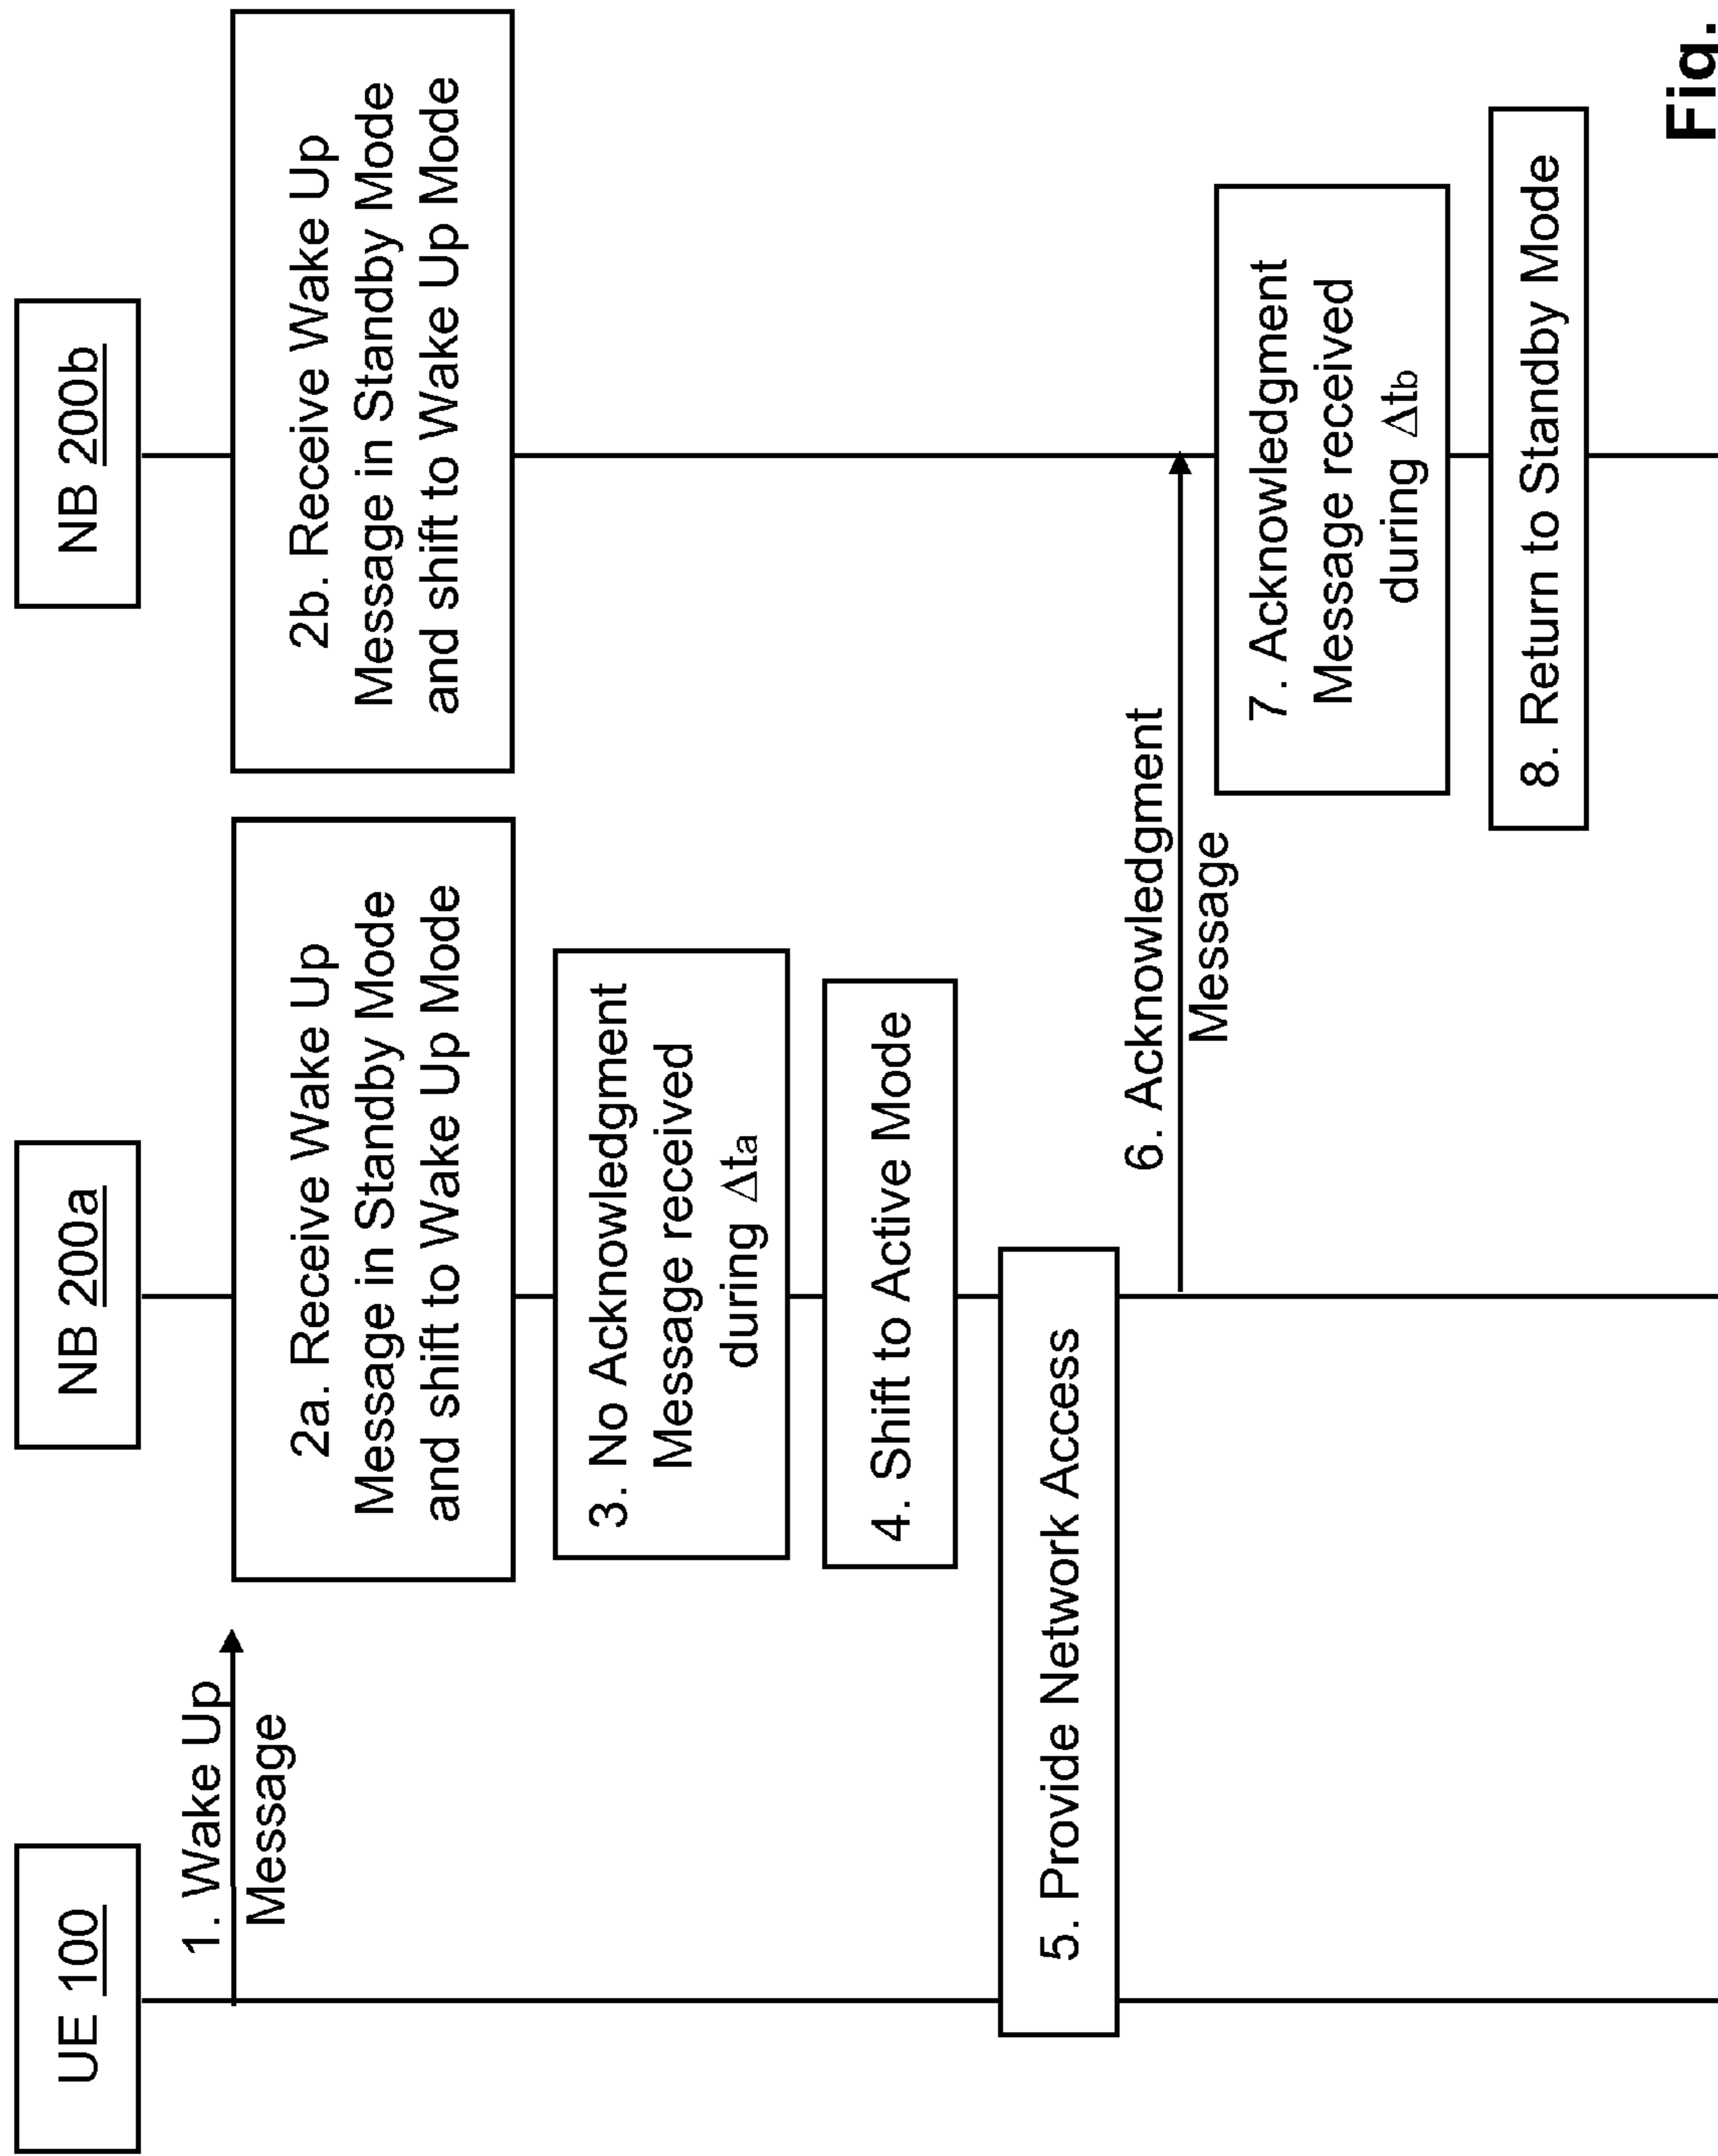 UE 100
NB 200a
NB 200b
1. Wake Up
Message
2a. Receive Wake Up
Message in Standby Mode
and shift to Wake Up Mode
2b. Receive Wake Up
Message in Standby Mode
and shift to Wake Up Mode
3. No Acknowledgment
Message received
during Δta
4. Shift to Active Mode
5. Provide Network Access
6. Acknowledgment
Message
7. Acknowledgment
Message received
during Δtb
8. Return to Standby Mode
Fig.